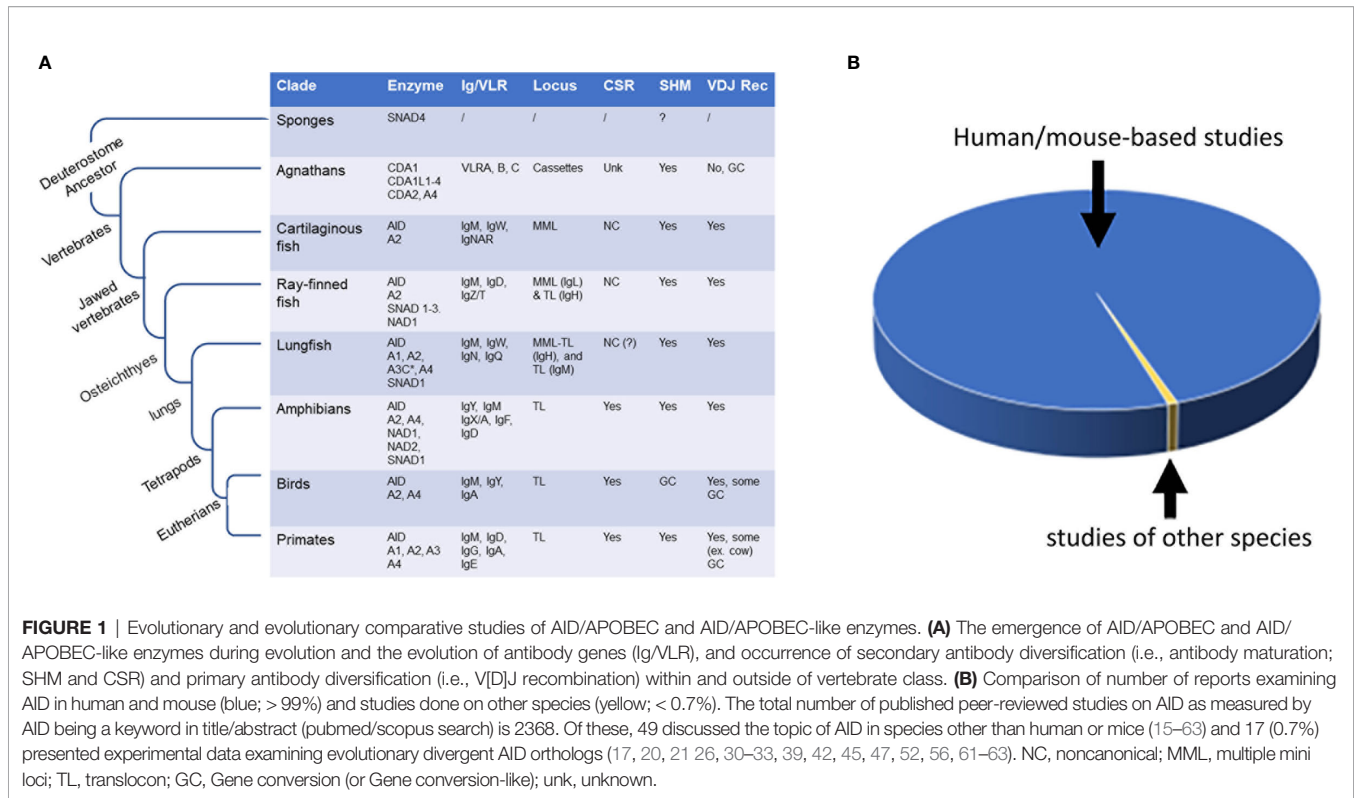 A
B
Clade Enzyme Ig/VLR Locus CSR SHM VDJ Rec
Sponges SNAD4 / / / ? /
Agnathans CDA1 VLRA, B, C Cassettes Unk Yes No, GC
CDA1L1-4
CDA2, A4
Cartilaginous AID IgM, IgW, MML NC Yes Yes
fish A2 IgNAR
Ray-finned AID IgM, IgD, MML (IgL) NC Yes Yes
fish A2 IgZ/T & TL (IgH)
SNAD 1-3.
NAD1
Lungfish AID IgM, IgW, MML-TL NC (?) Yes Yes
A1, A2, IgN, IgQ (IgH), and
A3C*, A4 TL (IgM)
SNAD1
Amphibians AID IgY, IgM TL Yes Yes Yes
A2, A4, IgX/A, IgF,
NAD1, IgD
NAD2,
SNAD1
Birds AID IgM, IgY, TL Yes GC Yes, some
A2, A4 IgA GC
Primates AID IgM, IgD, TL Yes Yes Yes, some
A1, A2, A3 IgG, IgA, (ex. cow)
A4 IgE GC
Deuterostome
Ancestor
Vertebrates
Jawed
vertebrates
Osteichthyes
lungs
Tetrapods
Eutherians
Human/mouse-based studies
studies of other species
FIGURE 1 | Evolutionary and evolutionary comparative studies of AID/APOBEC and AID/APOBEC-like enzymes. (A) The emergence of AID/APOBEC and AID/
APOBEC-like enzymes during evolution and the evolution of antibody genes (Ig/VLR), and occurrence of secondary antibody diversification (i.e., antibody maturation;
SHM and CSR) and primary antibody diversification (i.e., V[D]J recombination) within and outside of vertebrate class. (B) Comparison of number of reports examining
AID in human and mouse (blue; > 99%) and studies done on other species (yellow; < 0.7%). The total number of published peer-reviewed studies on AID as measured by
AID being a keyword in title/abstract (pubmed/scopus search) is 2368. Of these, 49 discussed the topic of AID in species other than human or mice (15–63) and 17 (0.7%)
presented experimental data examining evolutionary divergent AID orthologs (17, 20, 21 26, 30–33, 39, 42, 45, 47, 52, 56, 61–63). NC, noncanonical; MML, multiple mini
loci; TL, translocon; GC, Gene conversion (or Gene conversion-like); unk, unknown.